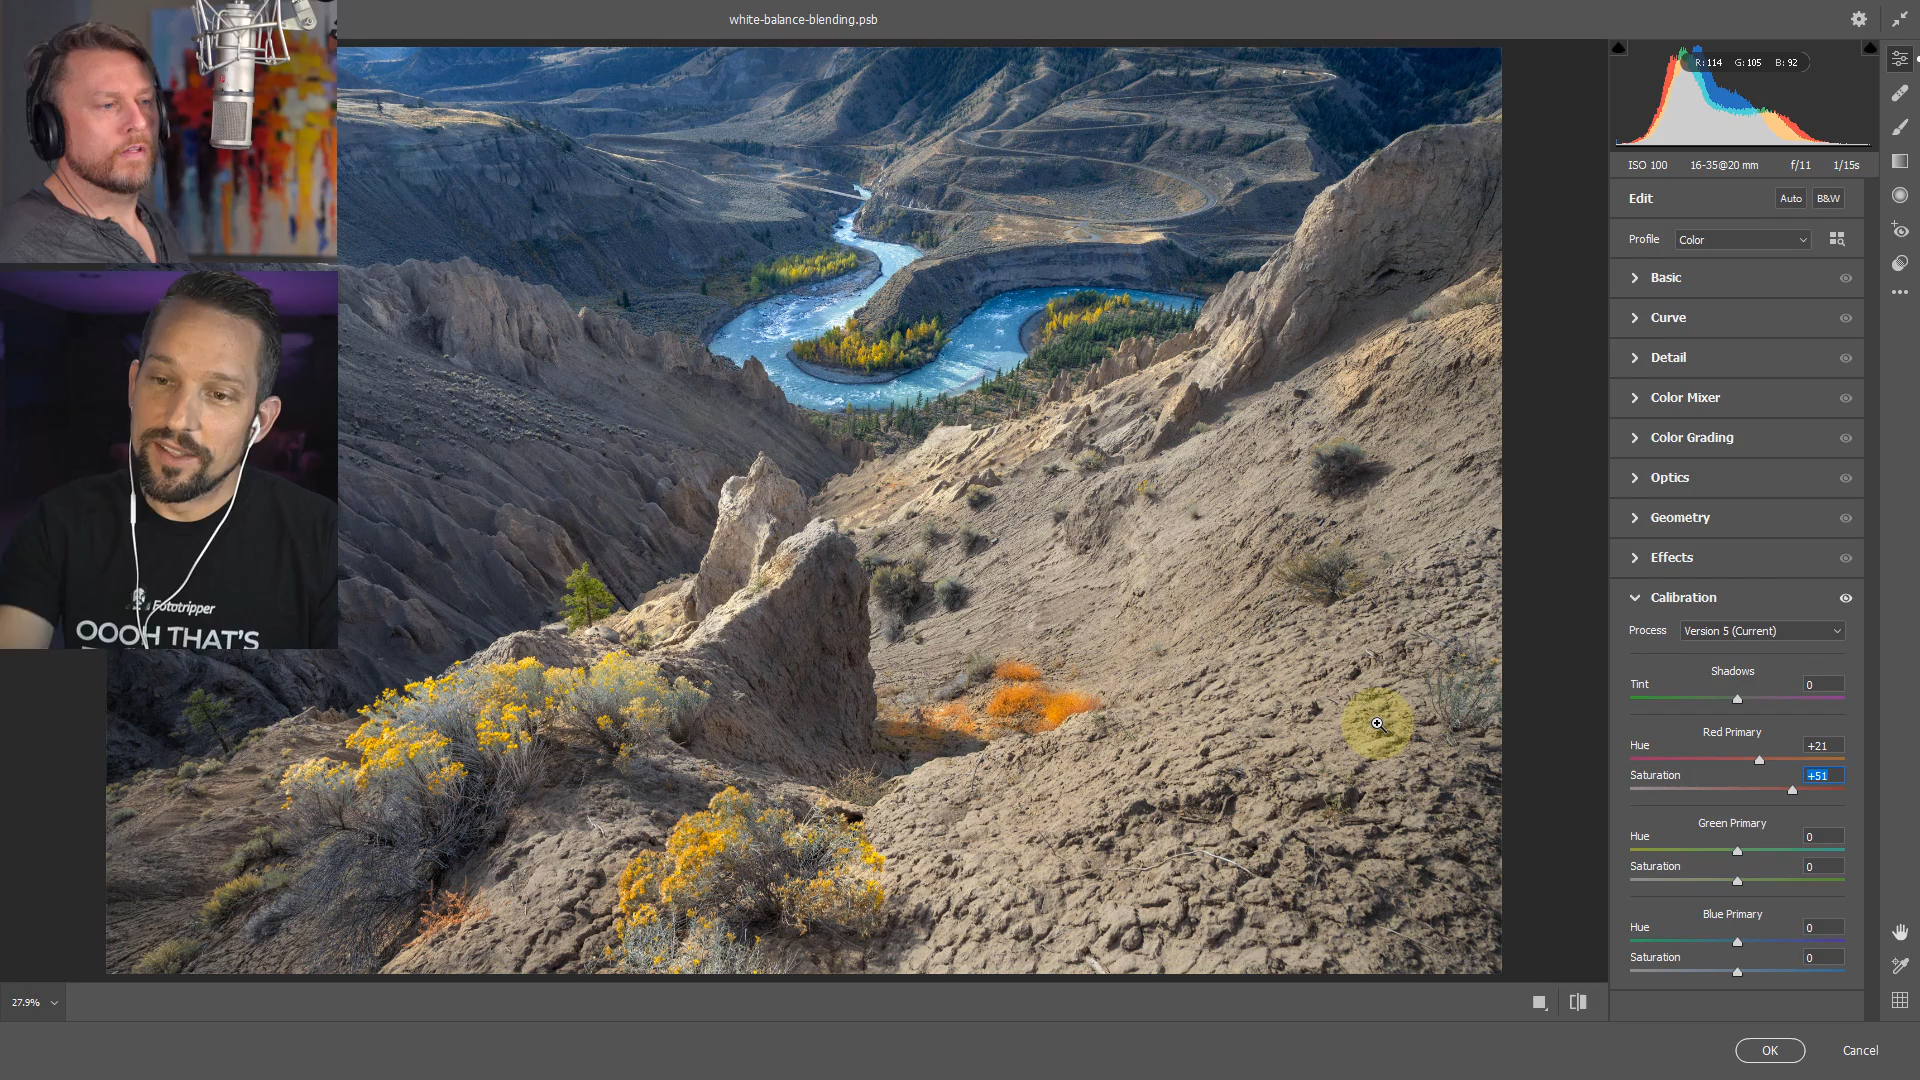 white-balance-blending.psb
R: 114 G: 105 B: 92
ISO 100 16-35@20 mm f/11 1/15s
Edit Auto B&W
Profile Color
Basic
Curve
Detail
Color Mixer
Color Grading
Optics
Geometry
Effects
Calibration
Process Version 5 (Current)
Shadows
Tint 0
Red Primary
Hue +21
Saturation +51
Green Primary
Hue 0
Saturation 0
Blue Primary
Hue 0
Saturation 0
Fototripper
OOOH THAT'S
27.9%
OK Cancel